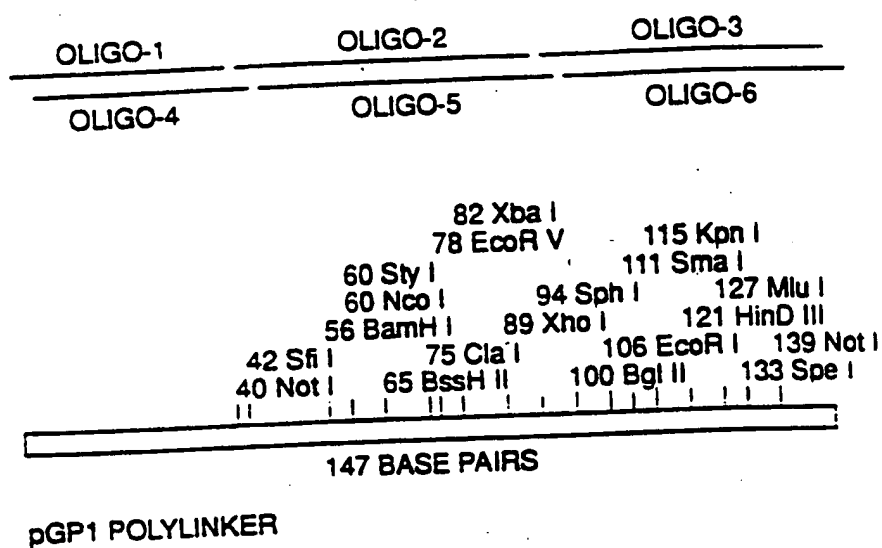 OLIGO-1 OLIGO-2 OLIGO-3
OLIGO-4 OLIGO-5 OLIGO-6
82 Xba I
78 EcoR V 115 Kpn I
60 Sty I 111 Sma I
60 Nco I 94 Sph I 127 Mlu I
56 BamH I 89 Xho I 121 HinD III
42 Sfi I 75 Cla I 106 EcoR I 139 Not I
40 Not I 65 BssH II 100 Bgl II 133 Spe I
147 BASE PAIRS
pGP1 POLYLINKER